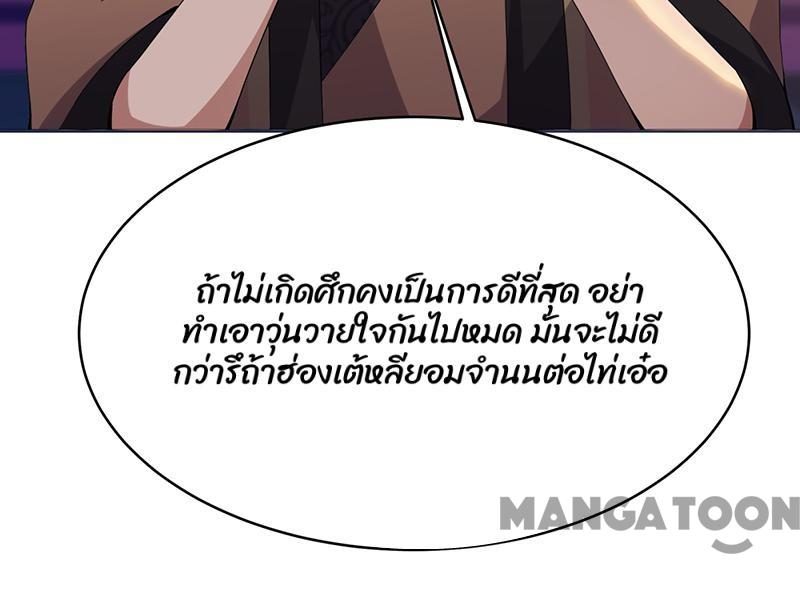 ถ้าไม่เกิดศึกคงเป็นการดีที่สุด อย่า
ทำเอาวุ่นวายใจกันไปหมด มันจะไม่ดี
กว่ารึถ้าฮ่องเต้หลียอมจำนนต่อไท่เอ๋อ
MANGATOON